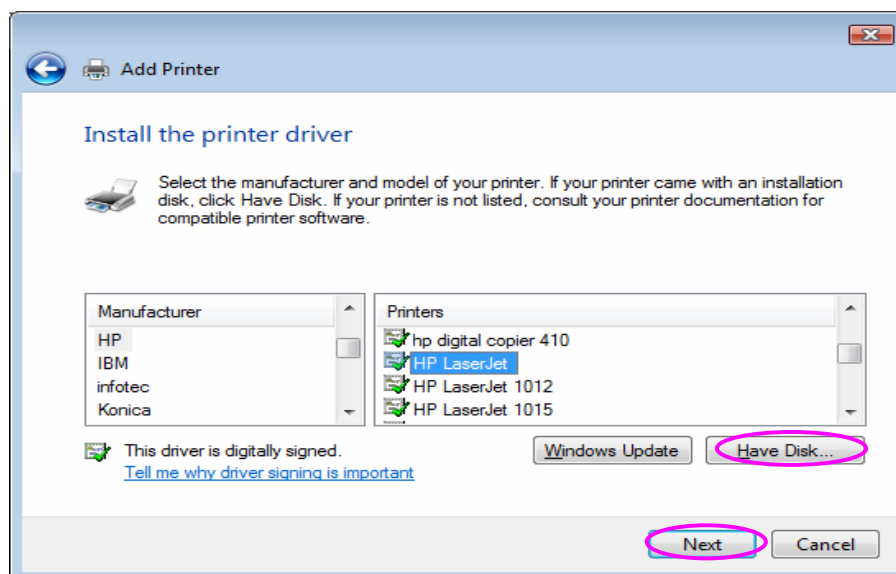 Add Printer
Install the printer driver
Select the manufacturer and model of your printer. If your printer came with an installation
disk, click Have Disk. If your printer is not listed, consult your printer documentation for
compatible printer software.
Manufacturer
HP
IBM
infotec
Konica
Printers
hp digital copier 410
HP LaserJet
HP LaserJet 1012
HP LaserJet 1015
This driver is digitally signed.
Tell me why driver signing is important
Windows Update
Have Disk...
Next
Cancel